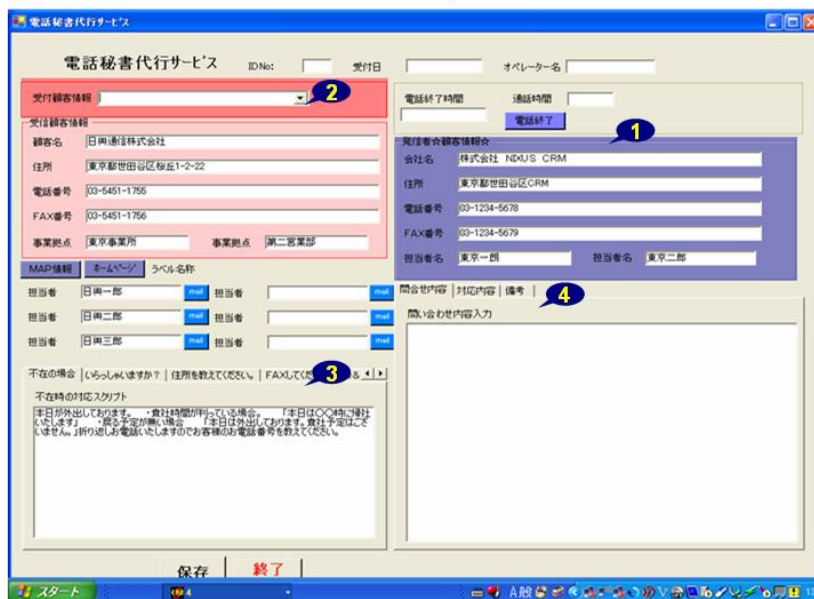 電話秘書代行サービス
電話秘書代行サービス IDNo: 受付日 オペレーター名
2
受付顧客情報
電話終了時間 通話時間
電話終了
1
受信顧客情報
顧客名 日興通信株式会社
住所 東京都世田谷区桜丘1-2-22
電話番号 03-5451-1755
FAX番号 03-5451-1756
事業拠点 東京事業所 事業拠点 第二営業部
発信者☆顧客情報☆
会社名 株式会社 NIXUS CRM
住所 東京都世田谷区CRM
電話番号 03-1234-5678
FAX番号 03-1234-5679
担当者名 東京一朗 担当者名 東京二郎
MAP情報 ホームページ ラベル名称
担当者 日興一郎 mail 担当者 mail
担当者 日興二郎 mail 担当者 mail
担当者 日興三郎 mail 担当者 mail
3
不在の場合 いらっしゃいますか? 住所を教えてください。 FAXしてくだ &
不在時の対応スクリプト
本日が外出しております。 ・貴社時間が判っている場合。 「本日は〇〇時に帰社
いたします」 ・戻る予定が無い場合 「本日は外出しております。貴社予定はござ
いません。」折り返しお電話いたしますのでお客様のお電話番号を教えてください。
問合せ内容 対応内容 備考
4
問い合わせ内容入力
保存 終了
スタート 4 A般 13